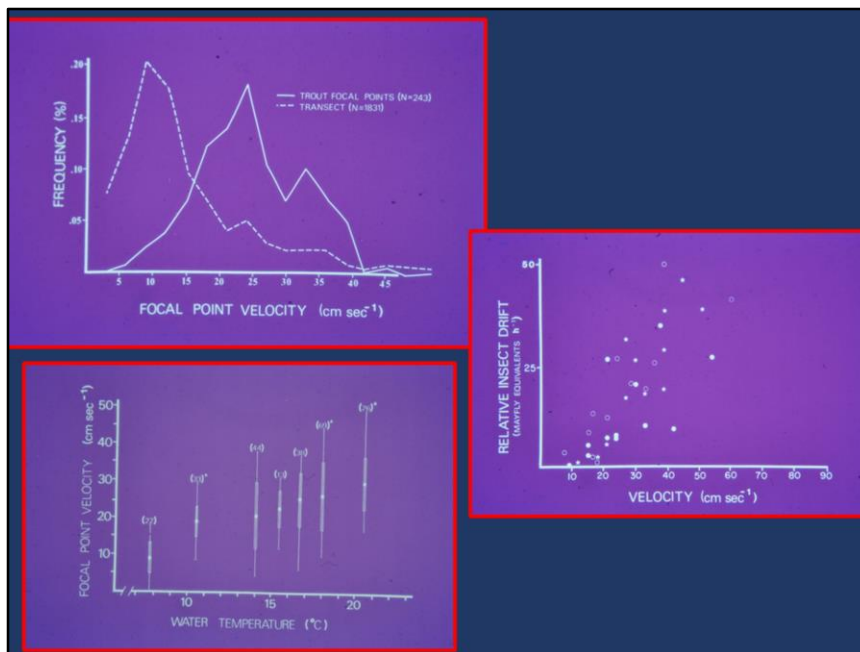 .20
.15
.10
.05
FREQUENCY (%)
TROUT FOCAL POINTS (N=243)
TRANSECT (N=1831)
5 10 15 20 25 30 35 40 45
FOCAL POINT VELOCITY (cm sec⁻¹)
50
25
RELATIVE INSECT DRIFT
(MAYFLY EQUIVALENTS h⁻¹)
10 20 30 40 50 60 70 80 90
VELOCITY (cm sec⁻¹)
50
40
30
20
10
FOCAL POINT VELOCITY (cm sec⁻¹)
10 15 20
WATER TEMPERATURE (°C)